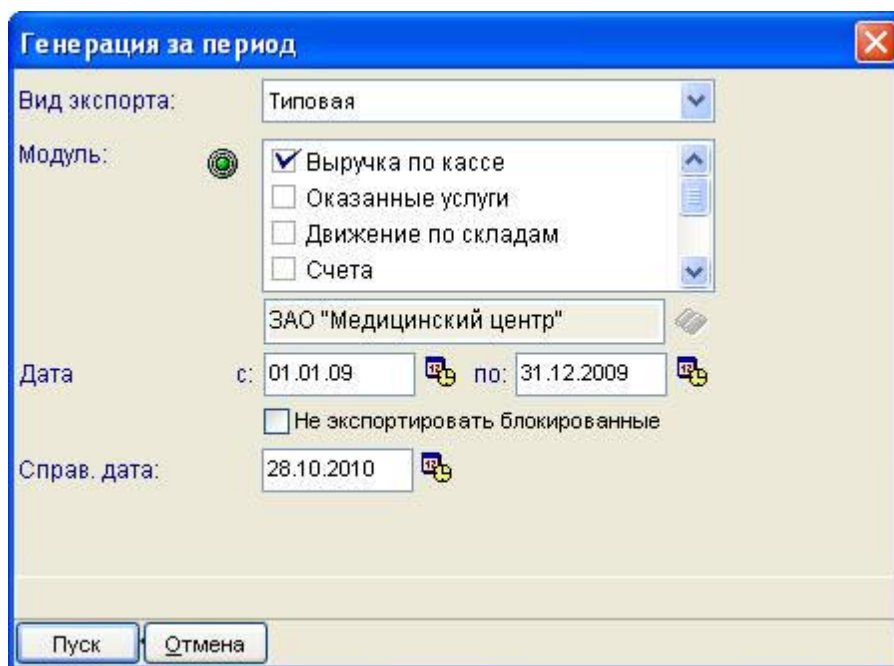 Генерация за период
Вид экспорта: Типовая
Модуль: Выручка по кассе
Оказанные услуги
Движение по складам
Счета
ЗАО "Медицинский центр"
Дата с: 01.01.09 по: 31.12.2009
Не экспортировать блокированные
Справ. дата: 28.10.2010
Пуск Отмена